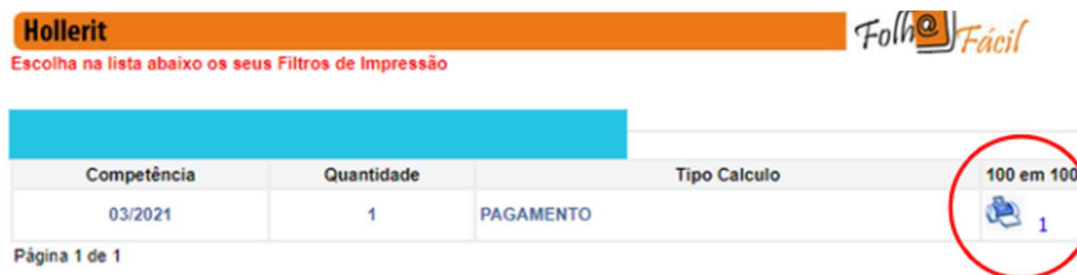 Hollerit
Folh@ Fácil
Escolha na lista abaixo os seus Filtros de Impressão
Competência Quantidade Tipo Calculo 100 em 100
03/2021 1 PAGAMENTO 1
Página 1 de 1